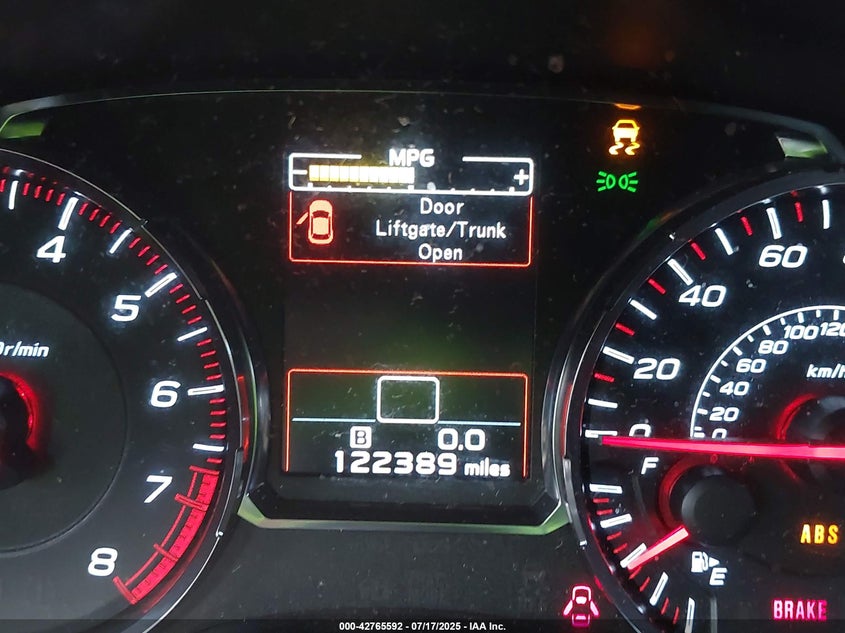 MPG
- +
Door
Liftgate/Trunk
Open
4
5
6
7
8
r/min
B 0.0
122389 miles
0
20
40
60
0
20
40
60
80
100
120
km/h
F
E
ABS
BRAKE
000-42765592 - 07/17/2025 - IAA Inc.